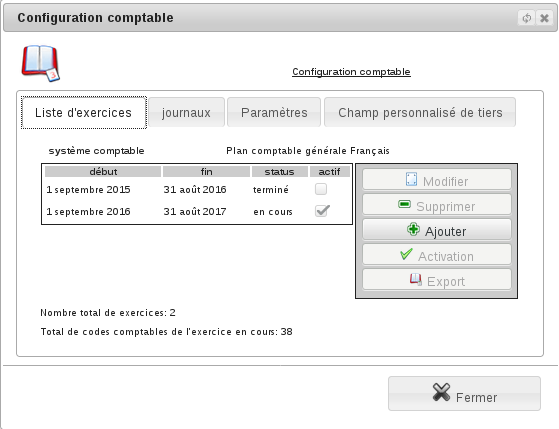 Configuration comptable
Configuration comptable
Liste d'exercices journaux Paramètres Champ personnalisé de tiers
système comptable Plan comptable générale Français
début fin status actif
1 septembre 2015 31 août 2016 terminé
1 septembre 2016 31 août 2017 en cours
Modifier
Supprimer
Ajouter
Activation
Export
Nombre total de exercices: 2
Total de codes comptables de l'exercice en cours: 38
Fermer